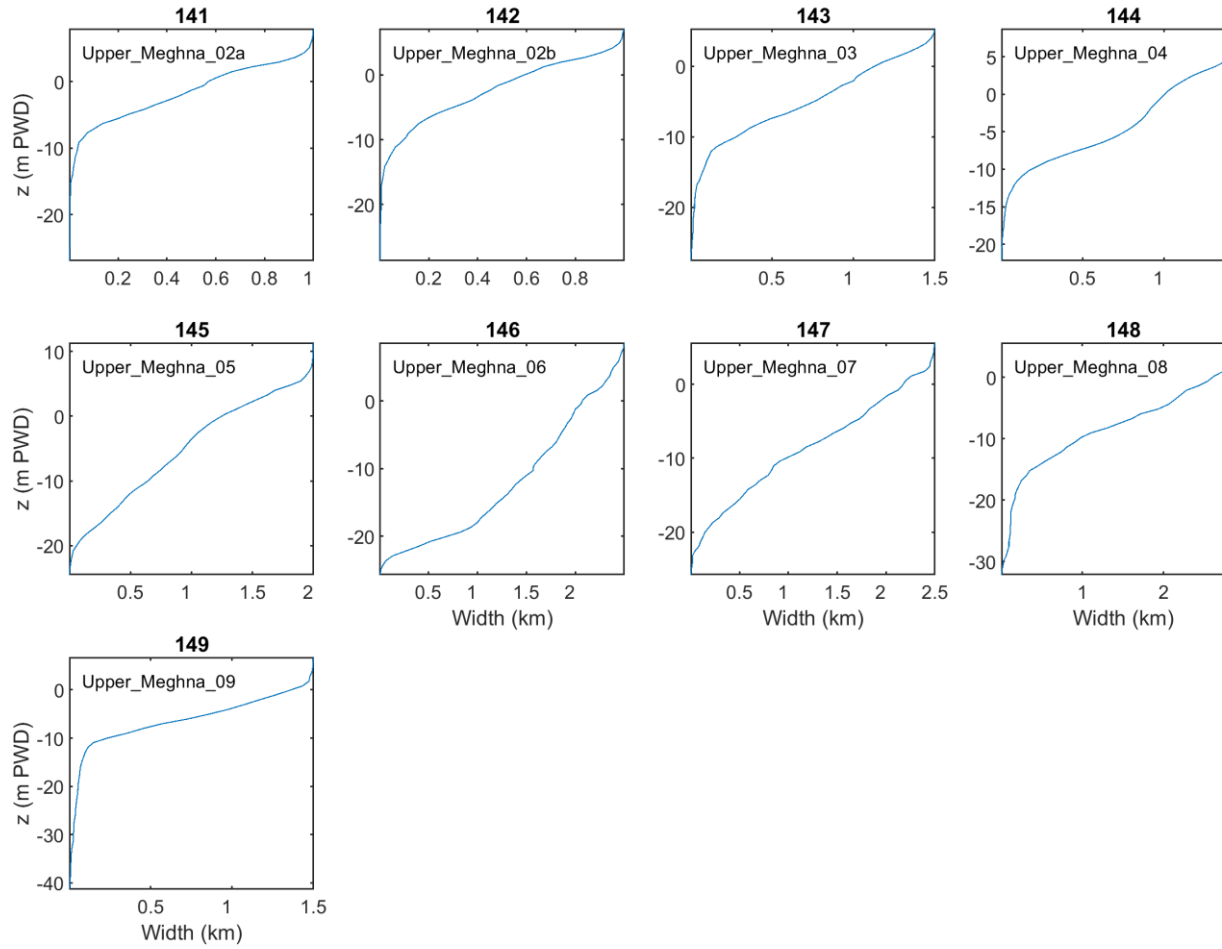 141
142
143
144
Upper_Meghna_02a
Upper_Meghna_02b
Upper_Meghna_03
Upper_Meghna_04
z (m PWD)
0
-10
-20
0
-10
-20
0
-10
-20
5
0
-5
-10
-15
-20
0.2 0.4 0.6 0.8 1
0.2 0.4 0.6 0.8
0.5 1 1.5
0.5 1
145
146
147
148
Upper_Meghna_05
Upper_Meghna_06
Upper_Meghna_07
Upper_Meghna_08
z (m PWD)
10
0
-10
-20
0
-10
-20
0
-10
-20
0
-10
-20
-30
0.5 1 1.5 2
0.5 1 1.5 2
0.5 1 1.5 2 2.5
1 2
Width (km)
Width (km)
Width (km)
149
Upper_Meghna_09
z (m PWD)
0
-10
-20
-30
-40
0.5 1 1.5
Width (km)